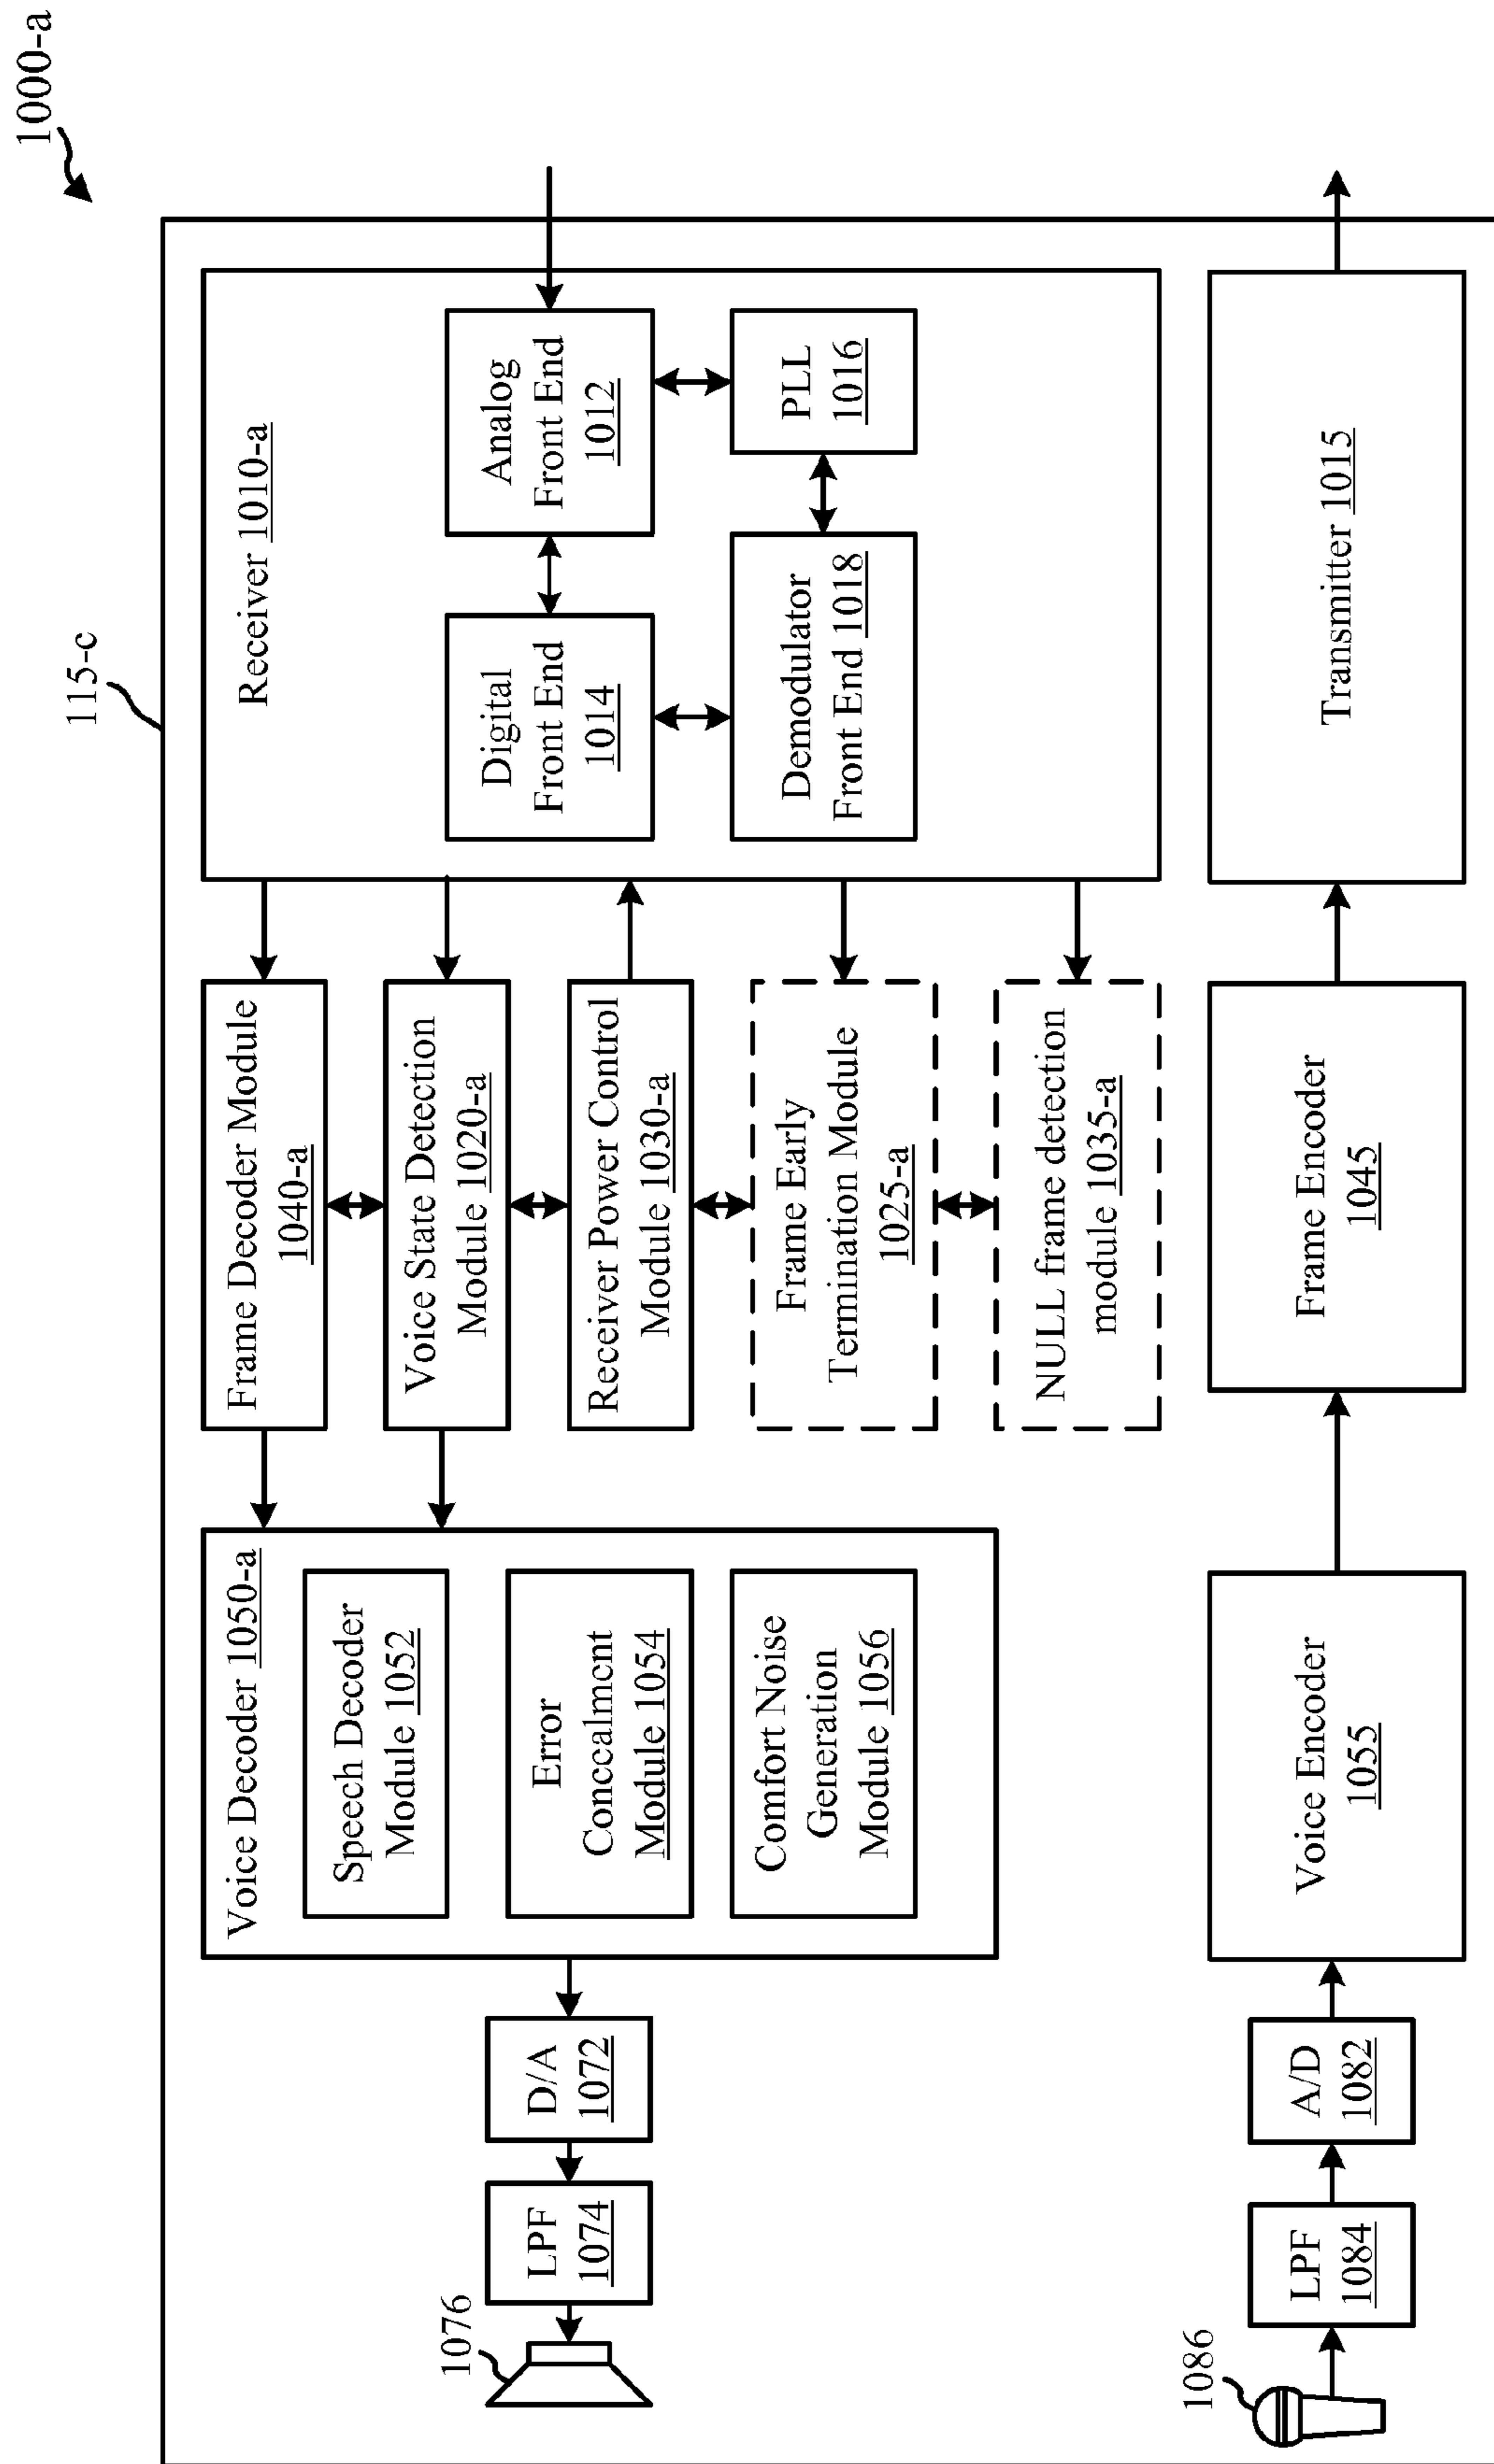 1000-a
115-c
1076
LPF
1074
D/A
1072
Voice Decoder 1050-a
Speech Decoder
Module 1052
Error
Conccalment
Module 1054
Comfort Noise
Generation
Module 1056
Frame Decoder Module
1040-a
Voice State Detection
Module 1020-a
Receiver Power Control
Module 1030-a
Frame Early
Termination Module
1025-a
NULL frame detection
module 1035-a
Receiver 1010-a
Digital
Front End
1014
Analog
Front End
1012
Demodulator
Front End 1018
PLL
1016
1086
LPF
1084
A/D
1082
Voice Encoder
1055
Frame Encoder
1045
Transmitter 1015